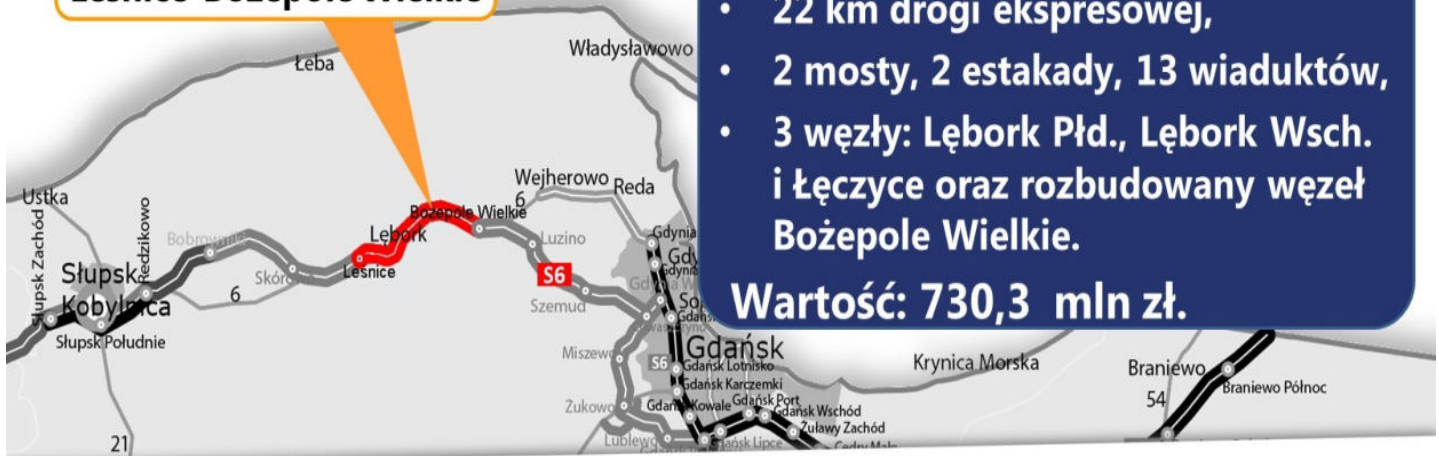 Leśnice-Bożepole Wielkie
• 22 km drogi ekspresowej,
• 2 mosty, 2 estakady, 13 wiaduktów,
• 3 węzły: Lębork Płd., Lębork Wsch.
i Łęczyce oraz rozbudowany węzeł
Bożepole Wielkie.
Wartość: 730,3 mln zł.
Władysławowo
Łeba
Wejherowo
Reda
6
Ustka
Słupsk Zachód
Redzikowo
Bobrowniki
Bożepole Wielkie
Lębork
Luzino
Gdynia
Słupsk
Kobylnica
6
Leśnice
S6
Szemud
Słupsk Południe
Miszewo
S6
Gdańsk
Gdańsk Lotnisko
Gdańsk Karczemki
Krynica Morska
Braniewo
Braniewo Północ
54
Żukowo
Gdańsk Port
Gdańsk Wschód
Żuławy Zachód
Lublewo
Gdańsk Lipce
21